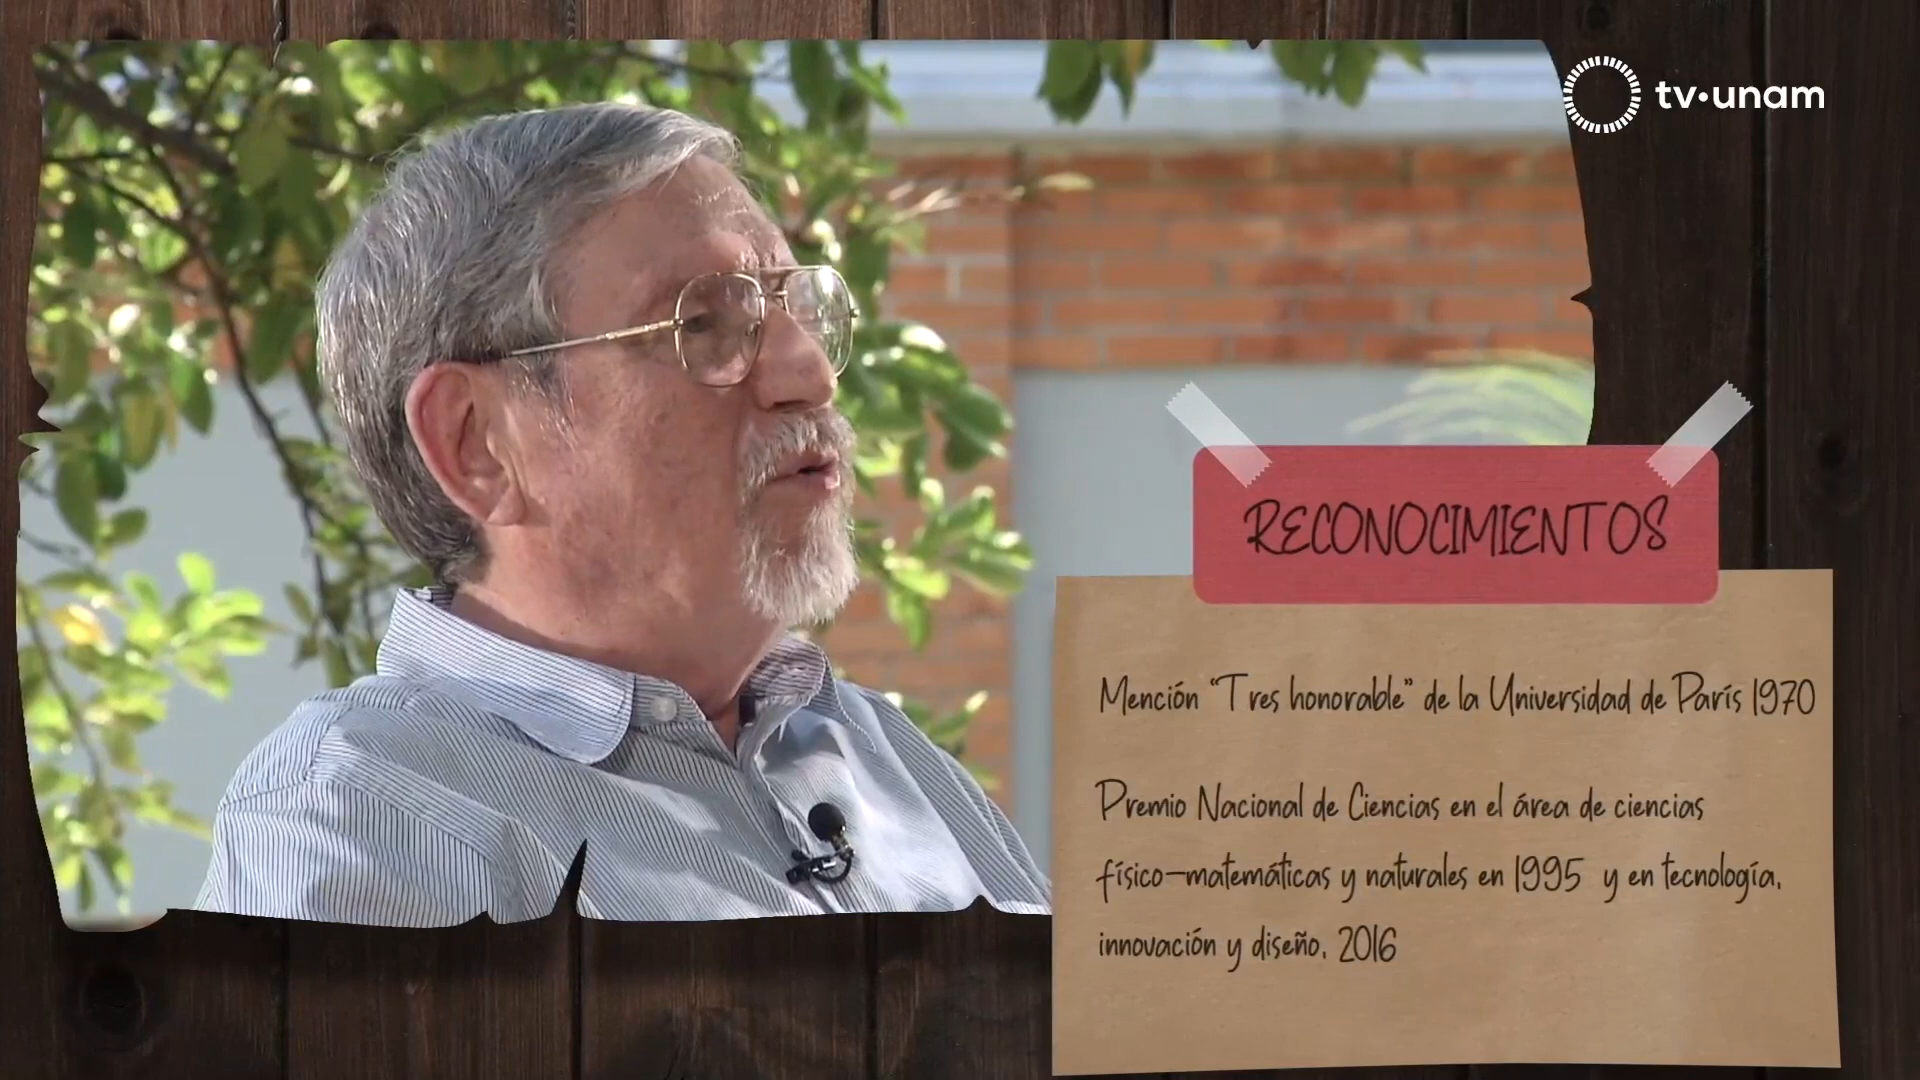 tv•unam
RECONOCIMIENTOS
Mención “Tres honorable” de la Universidad de París 1970
Premio Nacional de Ciencias en el área de ciencias
físico-matemáticas y naturales en 1995 y en tecnología,
innovación y diseño, 2016